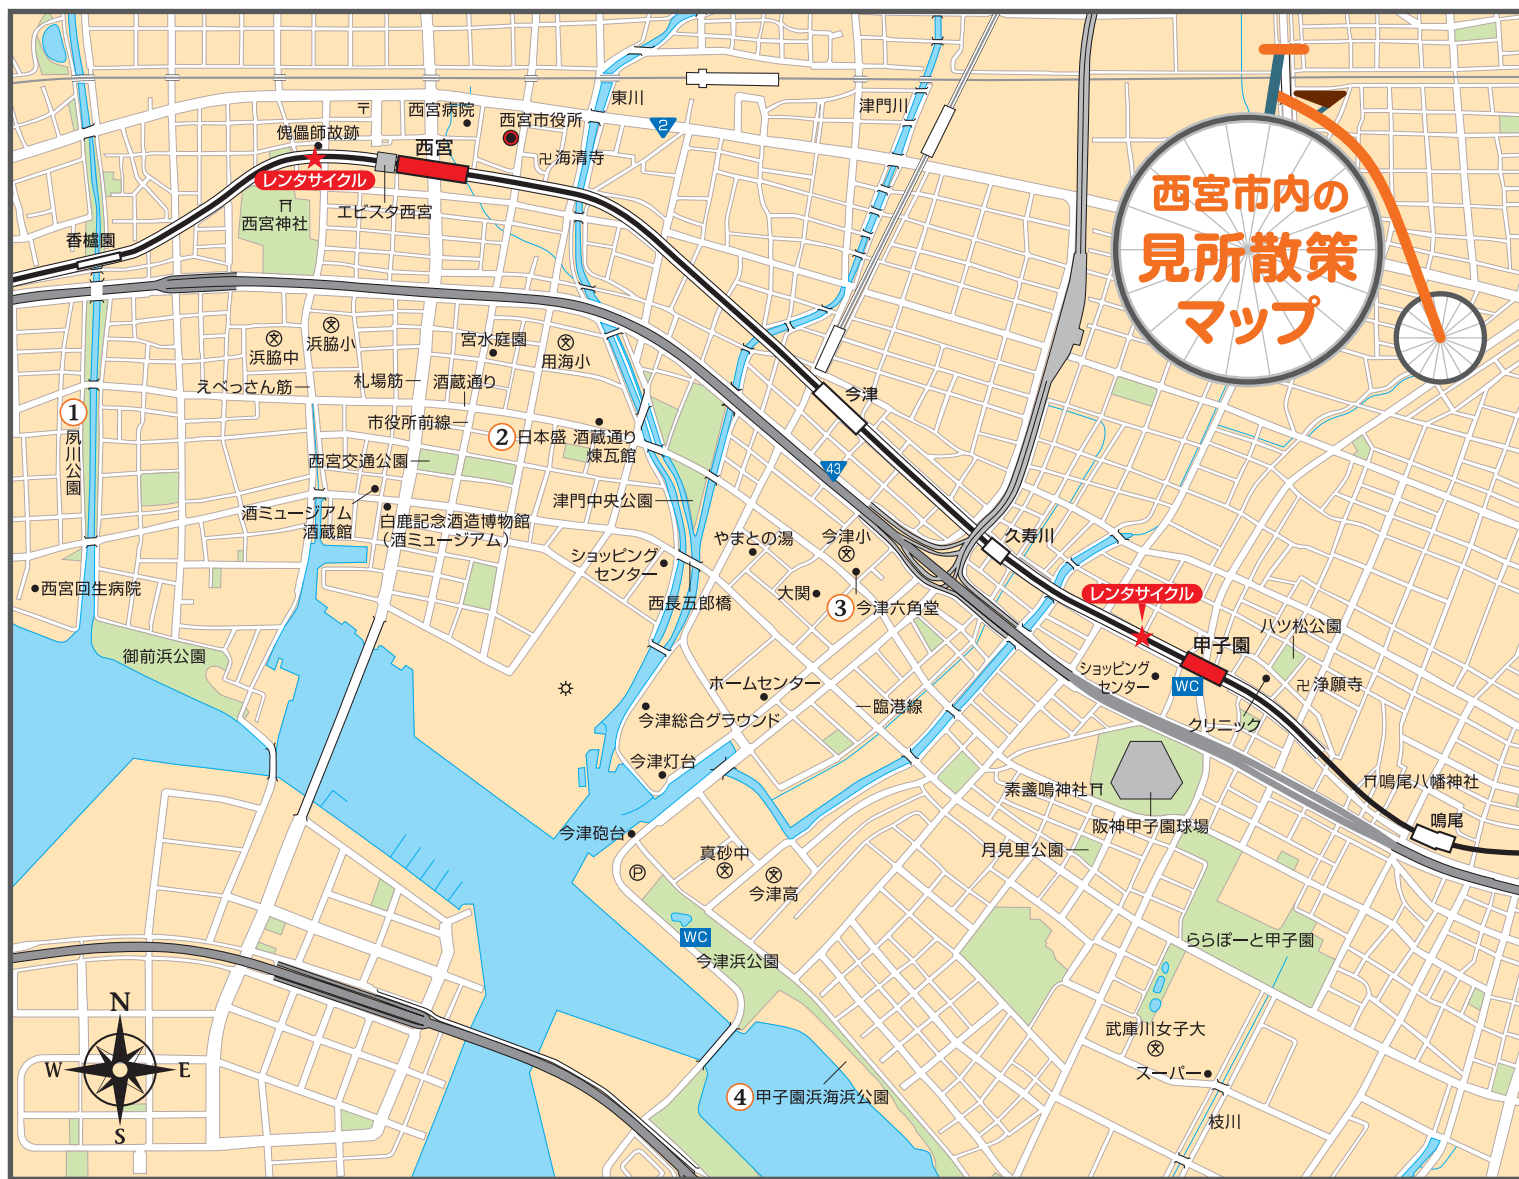 西宮市内の
見所散策
マップ
東川
津門川
2
〒
西宮病院
西宮市役所
傀儡師故跡
西宮
卍海清寺
レンタサイクル
エビスタ西宮
西宮神社
香櫨園
浜脇中
浜脇小
宮水庭園
用海小
えべっさん筋
札場筋
酒蔵通り
市役所前線
今津
1
夙川公園
2
日本盛 酒蔵通り
煉瓦館
西宮交通公園
43
酒ミュージアム
酒蔵館
白鹿記念酒造博物館
(酒ミュージアム)
津門中央公園
やまとの湯
今津小
久寿川
ショッピング
センター
西宮回生病院
西長五郎橋
大関
3
今津六角堂
レンタサイクル
八ツ松公園
甲子園
御前浜公園
ショッピング
センター
WC
卍浄願寺
ホームセンター
臨港線
今津総合グラウンド
クリニック
今津灯台
素盞鳴神社
鳴尾八幡神社
鳴尾
阪神甲子園球場
今津砲台
月見里公園
真砂中
P
今津高
WC
今津浜公園
ららぽーと甲子園
武庫川女子大
スーパー
4
甲子園浜海浜公園
枝川
N
W
E
S
文
文
文
文
文
文
文